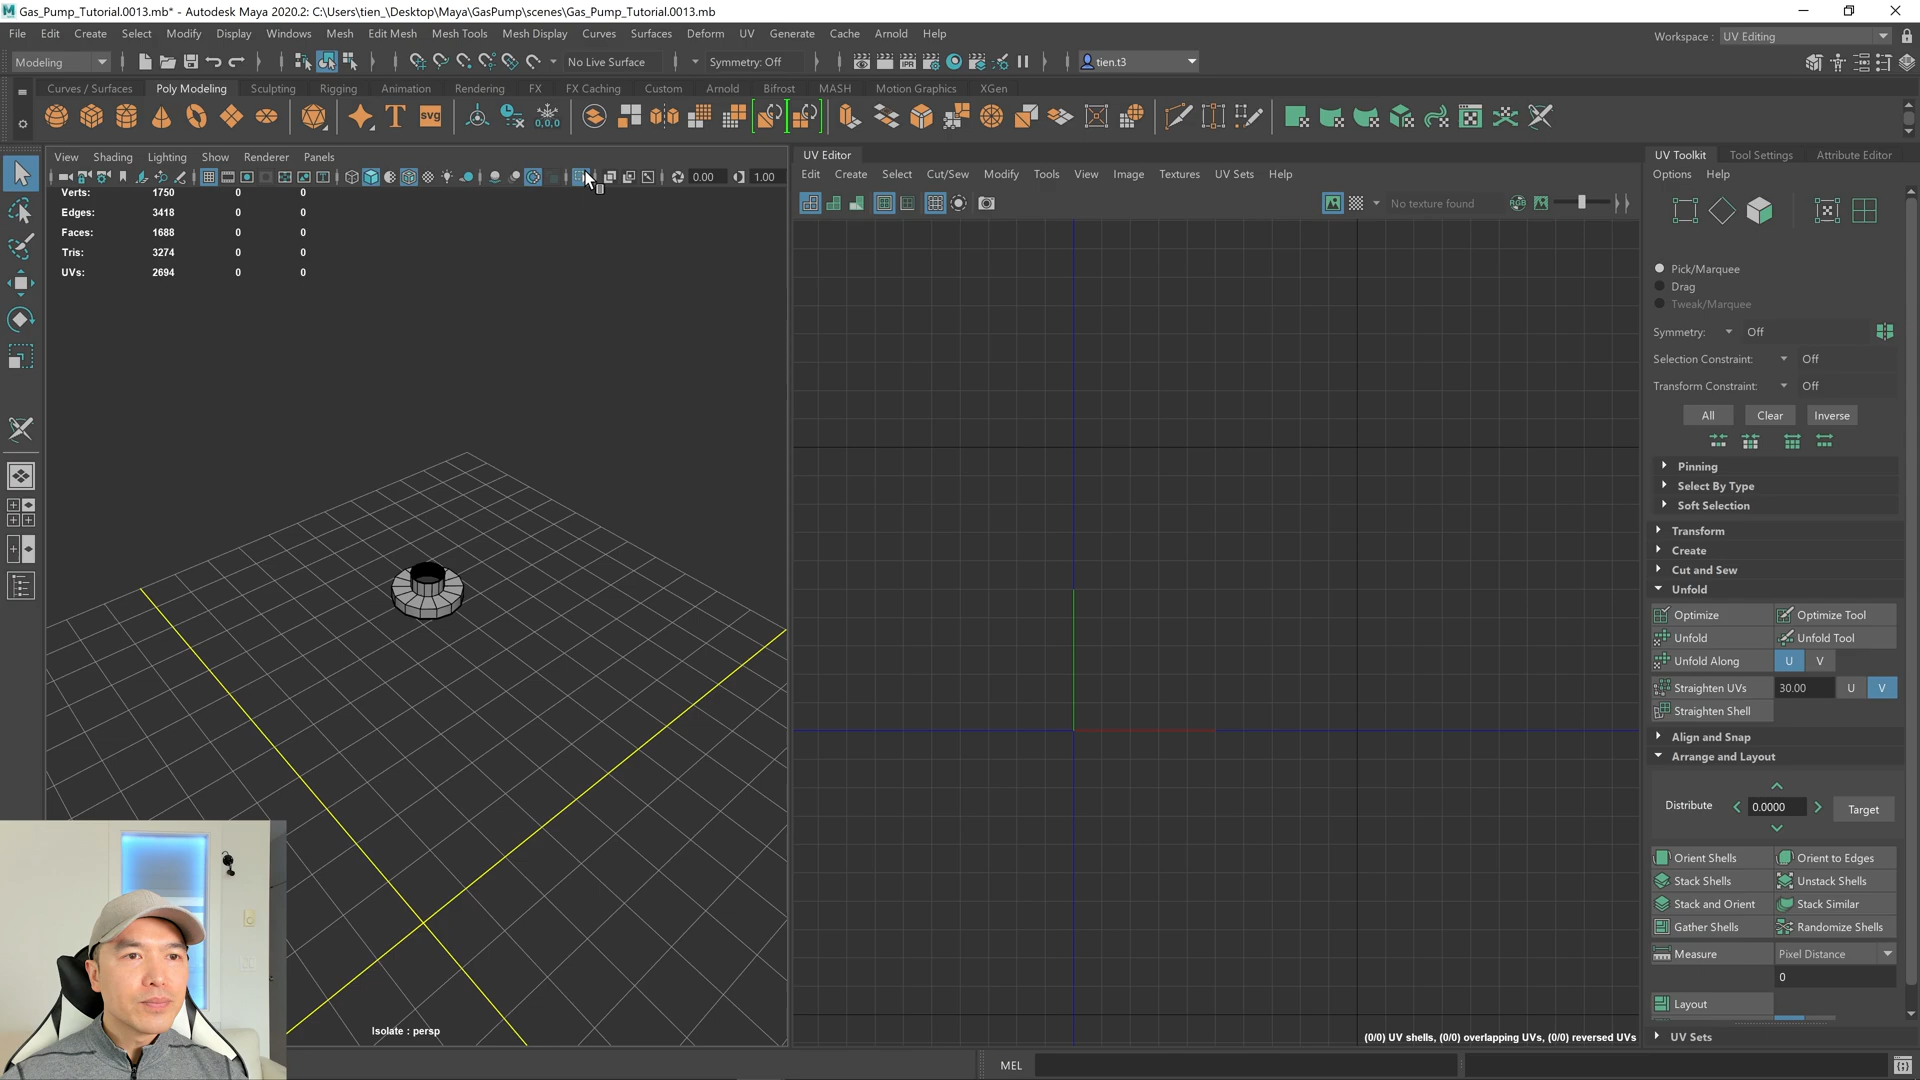 Gas_Pump_Tutorial.0013.mb* - Autodesk Maya 2020.2: C:\Users\tien_\Desktop\Maya\GasPump\scenes\Gas_Pump_Tutorial.0013.mb
File Edit Create Select Modify Display Windows Mesh Edit Mesh Mesh Tools Mesh Display Curves Surfaces Deform UV Generate Cache Arnold Help
Workspace : UV Editing
Modeling No Live Surface Symmetry: Off tien.t3
Curves / Surfaces Poly Modeling Sculpting Rigging Animation Rendering FX FX Caching Custom Arnold Bifrost MASH Motion Graphics XGen
T svg 0,0,0
View Shading Lighting Show Renderer Panels
0.00 1.00
Verts: 1750 0 0
Edges: 3418 0 0
Faces: 1688 0 0
Tris: 3274 0 0
UVs: 2694 0 0
Isolate : persp
UV Editor
Edit Create Select Cut/Sew Modify Tools View Image Textures UV Sets Help
No texture found RGB
(0/0) UV shells, (0/0) overlapping UVs, (0/0) reversed UVs
UV Toolkit Tool Settings Attribute Editor
Options Help
Pick/Marquee
Drag
Tweak/Marquee
Symmetry: Off
Selection Constraint: Off
Transform Constraint: Off
All Clear Inverse
Pinning
Select By Type
Soft Selection
Transform
Create
Cut and Sew
Unfold
Optimize Optimize Tool
Unfold Unfold Tool
Unfold Along U V
Straighten UVs 30.00 U V
Straighten Shell
Align and Snap
Arrange and Layout
Distribute 0.0000 Target
Orient Shells Orient to Edges
Stack Shells Unstack Shells
Stack and Orient Stack Similar
Gather Shells Randomize Shells
Measure Pixel Distance
0
Layout
UV Sets
MEL